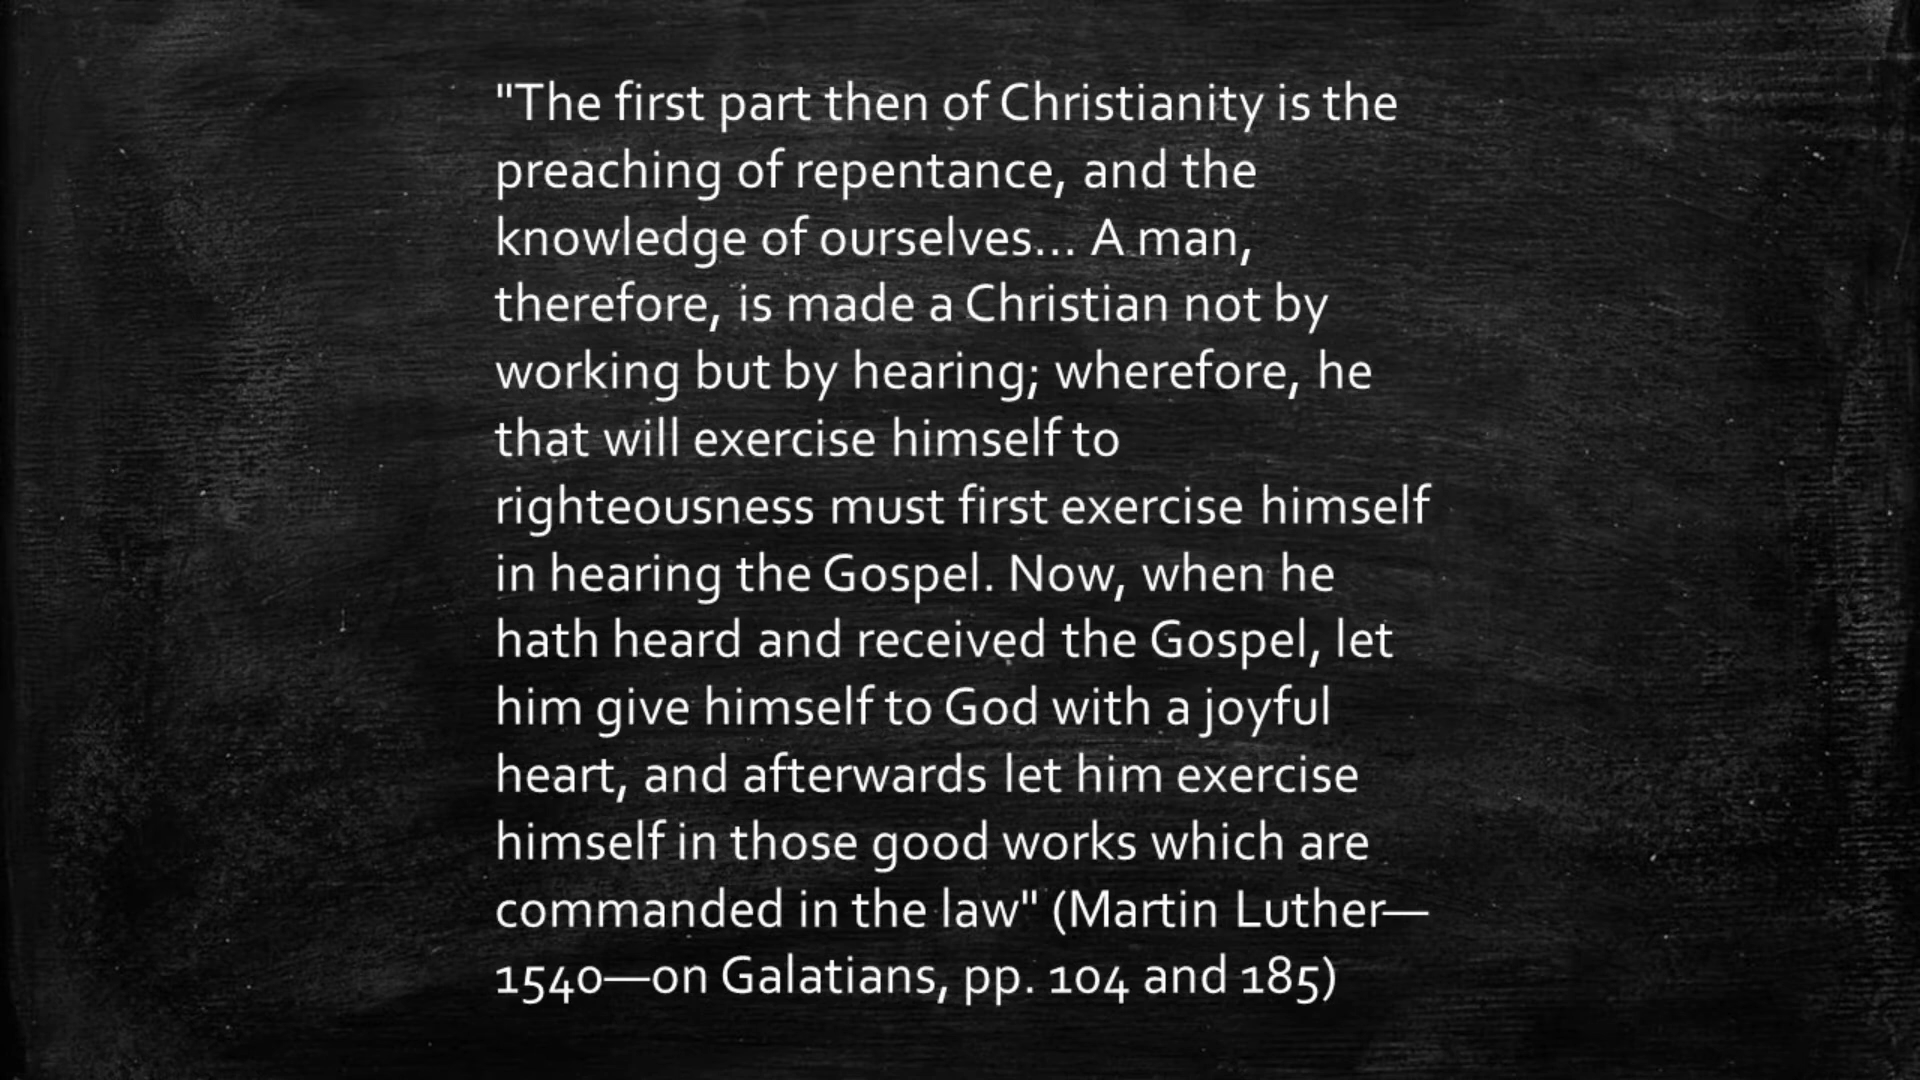 "The first part then of Christianity is the
preaching of repentance, and the
knowledge of ourselves... A man,
therefore, is made a Christian not by
working but by hearing; wherefore, he
that will exercise himself to
righteousness must first exercise himself
in hearing the Gospel. Now, when he
hath heard and received the Gospel, let
him give himself to God with a joyful
heart, and afterwards let him exercise
himself in those good works which are
commanded in the law" (Martin Luther—
1540—on Galatians, pp. 104 and 185)